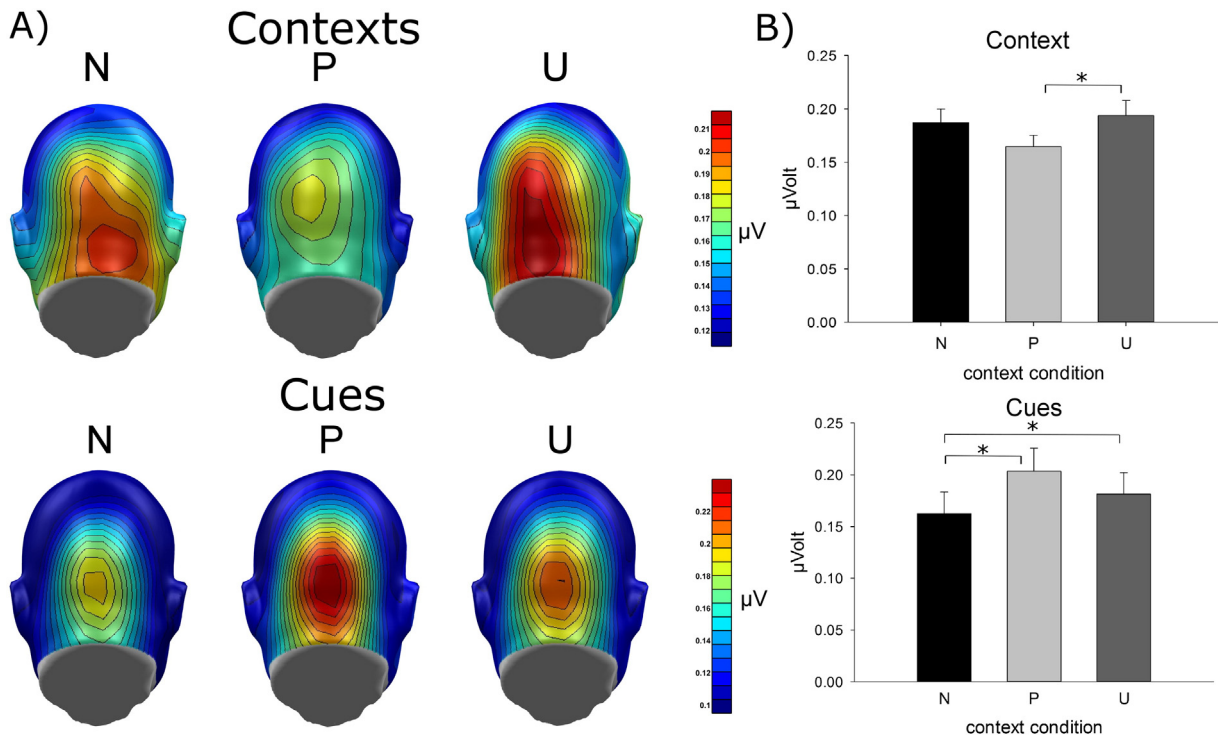 A)
Contexts
N P U
0.21
0.2
0.19
0.18
0.17
0.16
0.15
0.14
0.13
0.12
µV
Cues
N P U
0.22
0.2
0.18
0.16
0.14
0.12
0.1
µV
B)
Context
0.25
0.20
0.15
0.10
0.05
0.00
µVolt
*
N P U
context condition
Cues
0.25
0.20
0.15
0.10
0.05
0.00
µVolt
*
*
N P U
context condition